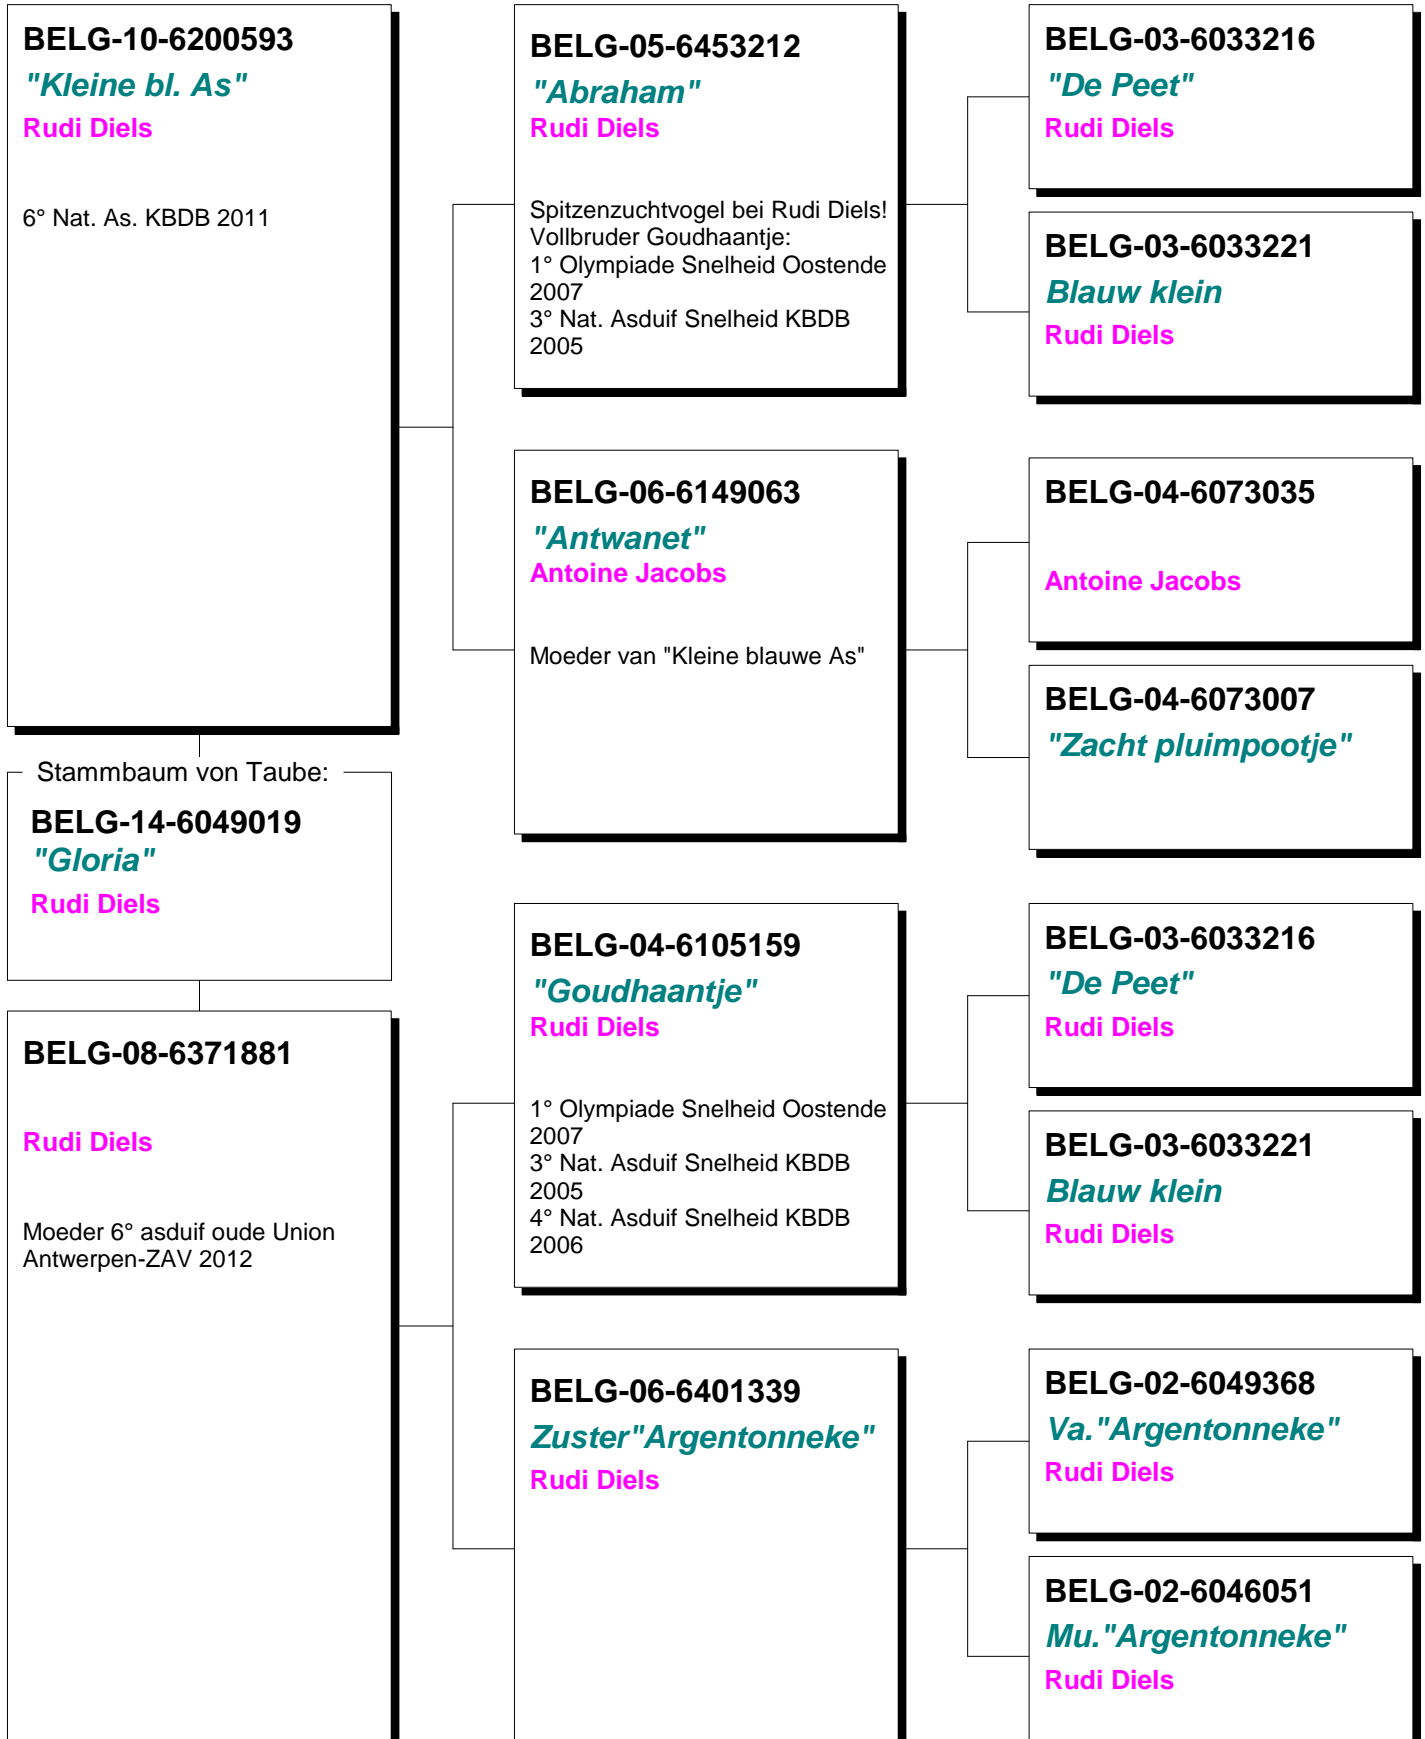 BELG-10-6200593
"Kleine bl. As"
Rudi Diels
6° Nat. As. KBDB 2011
Stammbaum von Taube:
BELG-14-6049019
"Gloria"
Rudi Diels
BELG-08-6371881
Rudi Diels
Moeder 6° asduif oude Union
Antwerpen-ZAV 2012
BELG-05-6453212
"Abraham"
Rudi Diels
Spitzenzuchtvogel bei Rudi Diels!
Vollbruder Goudhaantje:
1° Olympiade Snelheid Oostende
2007
3° Nat. Asduif Snelheid KBDB
2005
BELG-06-6149063
"Antwanet"
Antoine Jacobs
Moeder van "Kleine blauwe As"
BELG-04-6105159
"Goudhaantje"
Rudi Diels
1° Olympiade Snelheid Oostende
2007
3° Nat. Asduif Snelheid KBDB
2005
4° Nat. Asduif Snelheid KBDB
2006
BELG-06-6401339
Zuster"Argentonneke"
Rudi Diels
BELG-03-6033216
"De Peet"
Rudi Diels
BELG-03-6033221
Blauw klein
Rudi Diels
BELG-04-6073035
Antoine Jacobs
BELG-04-6073007
"Zacht pluimpootje"
BELG-03-6033216
"De Peet"
Rudi Diels
BELG-03-6033221
Blauw klein
Rudi Diels
BELG-02-6049368
Va."Argentonneke"
Rudi Diels
BELG-02-6046051
Mu."Argentonneke"
Rudi Diels